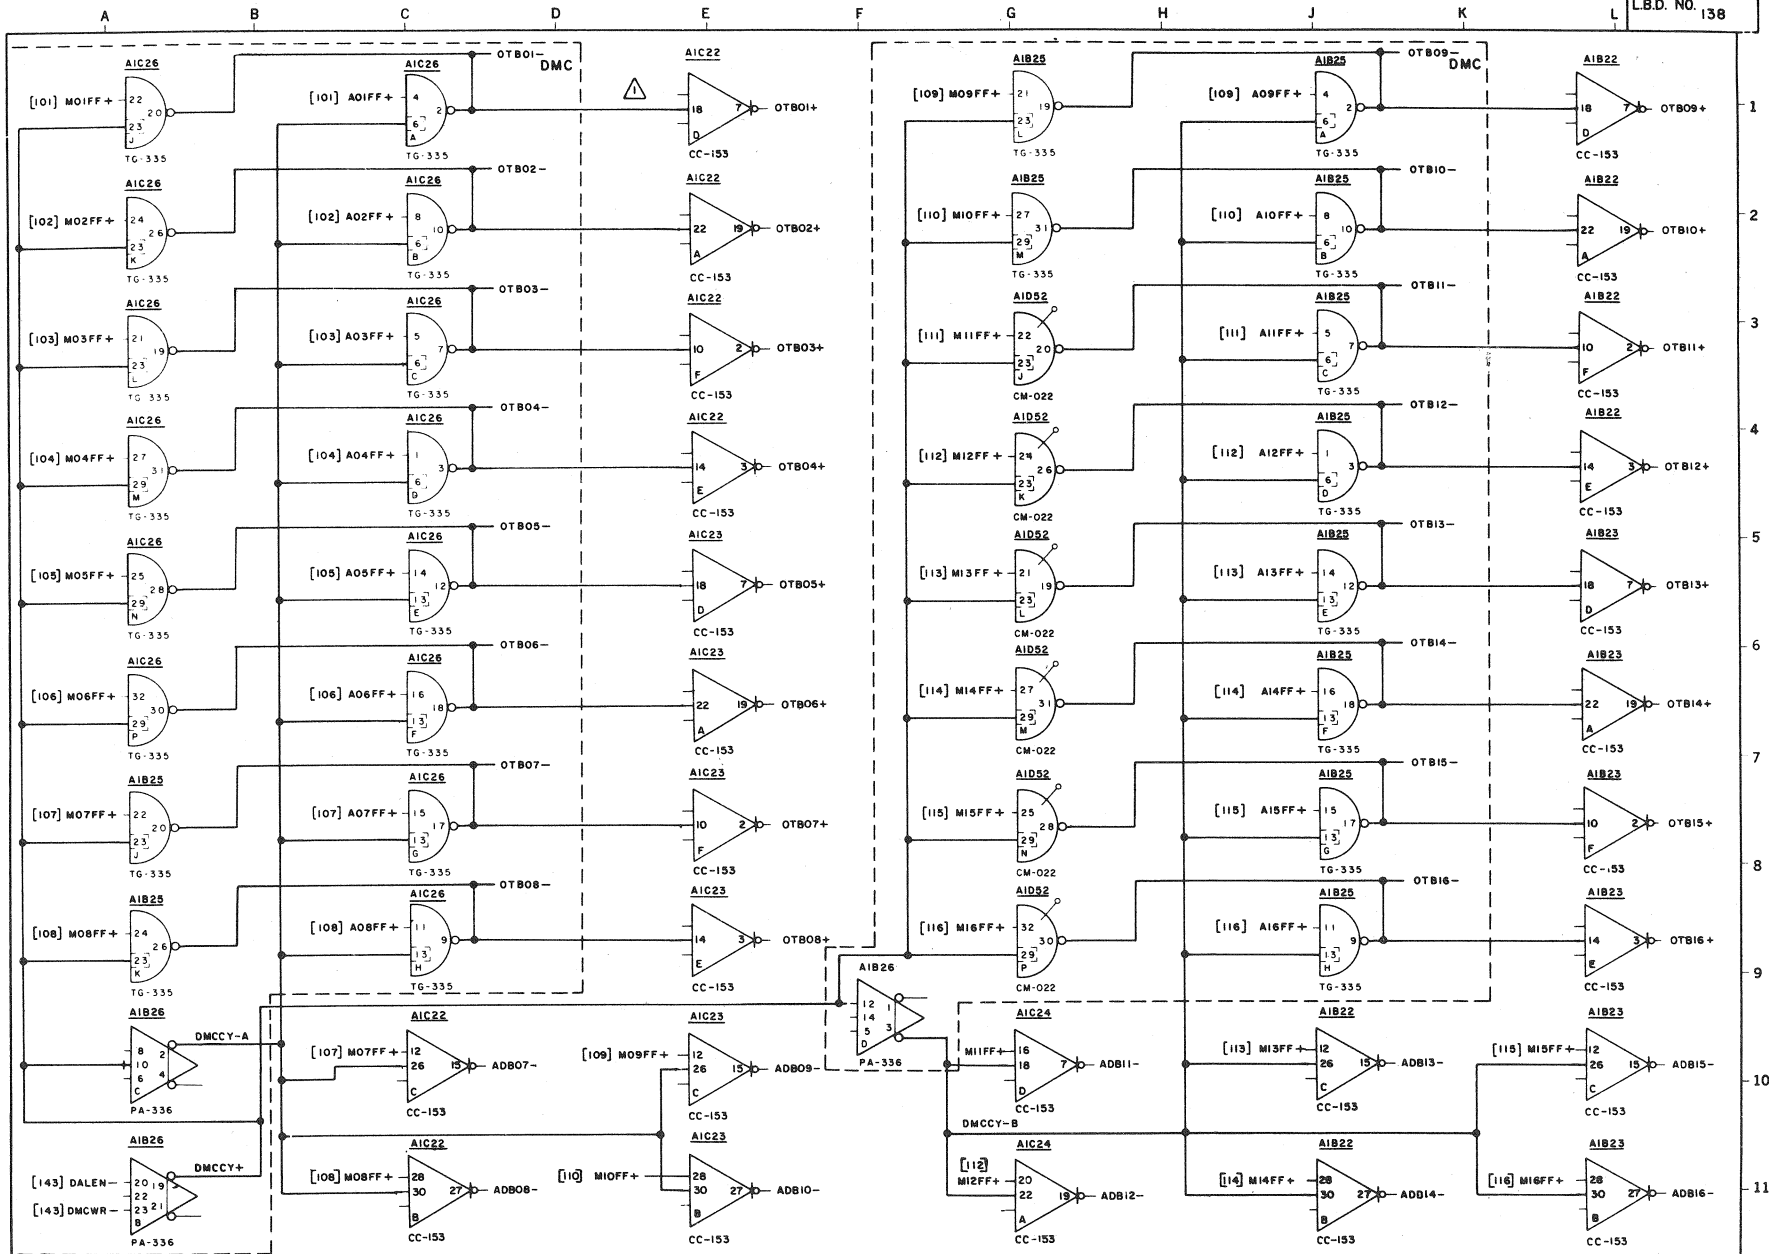 L.B.D. NO. 138
A B C D E F G H J K L
OTB01- DMC
A1C26
[101] M01FF+ 22 20 23 J
TG-335
A1C26
[101] A01FF+ 4 2 6 A
TG-335
1
A1C22
18 7 D OTB01+
CC-153
OTB09- DMC
A1B25
[109] M09FF+ 21 19 23 L
TG-335
A1B25
[109] A09FF+ 4 2 6 A
TG-335
A1B22
18 7 D OTB09+
CC-153
1
OTB02-
A1C26
[102] M02FF+ 24 26 23 K
TG-335
A1C26
[102] A02FF+ 8 10 6 B
TG-335
A1C22
22 19 A OTB02+
CC-153
OTB10-
A1B25
[110] M10FF+ 27 31 29 M
TG-335
A1B25
[110] A10FF+ 8 10 6 B
TG-335
A1B22
22 19 A OTB10+
CC-153
2
OTB03-
A1C26
[103] M03FF+ 21 19 23 L
TG-335
A1C26
[103] A03FF+ 5 7 6 C
TG-335
A1C22
10 2 F OTB03+
CC-153
OTB11-
A1D52
[111] M11FF+ 22 20 23 J
CM-022
A1B25
[111] A11FF+ 5 7 6 C
TG-335
A1B22
10 2 F OTB11+
CC-153
3
OTB04-
A1C26
[104] M04FF+ 27 31 29 M
TG-335
A1C26
[104] A04FF+ 1 3 6 D
TG-335
A1C22
14 3 E OTB04+
CC-153
OTB12-
A1D52
[112] M12FF+ 24 26 23 K
CM-022
A1B25
[112] A12FF+ 1 3 6 D
TG-335
A1B22
14 3 E OTB12+
CC-153
4
OTB05-
A1C26
[105] M05FF+ 25 28 29 N
TG-335
A1C26
[105] A05FF+ 14 12 13 E
TG-335
A1C23
18 7 D OTB05+
CC-153
OTB13-
A1D52
[113] M13FF+ 21 19 23 L
CM-022
A1B25
[113] A13FF+ 14 12 13 E
TG-335
A1B23
18 7 D OTB13+
CC-153
5
OTB06-
A1C26
[106] M06FF+ 32 30 29 P
TG-335
A1C26
[106] A06FF+ 16 18 13 F
TG-335
A1C23
22 19 A OTB06+
CC-153
OTB14-
A1D52
[114] M14FF+ 27 31 29 M
CM-022
A1B25
[114] A14FF+ 16 18 13 F
TG-335
A1B23
22 19 A OTB14+
CC-153
6
OTB07-
A1B25
[107] M07FF+ 22 20 23 J
TG-335
A1C26
[107] A07FF+ 15 17 13 G
TG-335
A1C23
10 2 F OTB07+
CC-153
OTB15-
A1D52
[115] M15FF+ 25 28 29 N
CM-022
A1B25
[115] A15FF+ 15 17 13 G
TG-335
A1B23
10 2 F OTB15+
CC-153
7
8
OTB08-
A1B25
[108] M08FF+ 24 26 23 K
TG-335
A1C26
[108] A08FF+ 11 9 13 H
TG-335
A1C23
14 3 E OTB08+
CC-153
OTB16-
A1D52
[116] M16FF+ 32 30 29 P
A1B25
[116] A16FF+ 11 9 13 H
TG-335
A1B23
14 3 E OTB16+
CC-153
9
A1B26
12 14 5 1 3 D
PA-336
A1B26
8 10 6 2 4 C
PA-336
DMCCY-A
A1C22
[107] M07FF+ 12 26 15 C ADB07-
CC-153
A1C23
[109] M09FF+ 12 26 15 C ADB09-
CC-153
A1C24
M11FF+ 16 18 7 D ADB11-
CC-153
A1B22
[113] M13FF+ 12 26 15 C ADB13-
CC-153
A1B23
[115] M15FF+ 12 26 15 C ADB15-
CC-153
10
DMCCY-B
A1B26
DMCCY+
[143] DALEN- 20 19
22
[143] DMCWR- 23 21 B
PA-336
A1C22
[108] M08FF+ 28 30 27 B ADB08-
CC-153
A1C23
[110] M10FF+ 28 30 27 B ADB10-
CC-153
A1C24
[112] M12FF+ 20 22 19 A ADB12-
CC-153
A1B22
[114] M14FF+ 28 30 27 B ADB14-
CC-153
A1B23
[116] M16FF+ 28 30 27 B ADB16-
CC-153
11